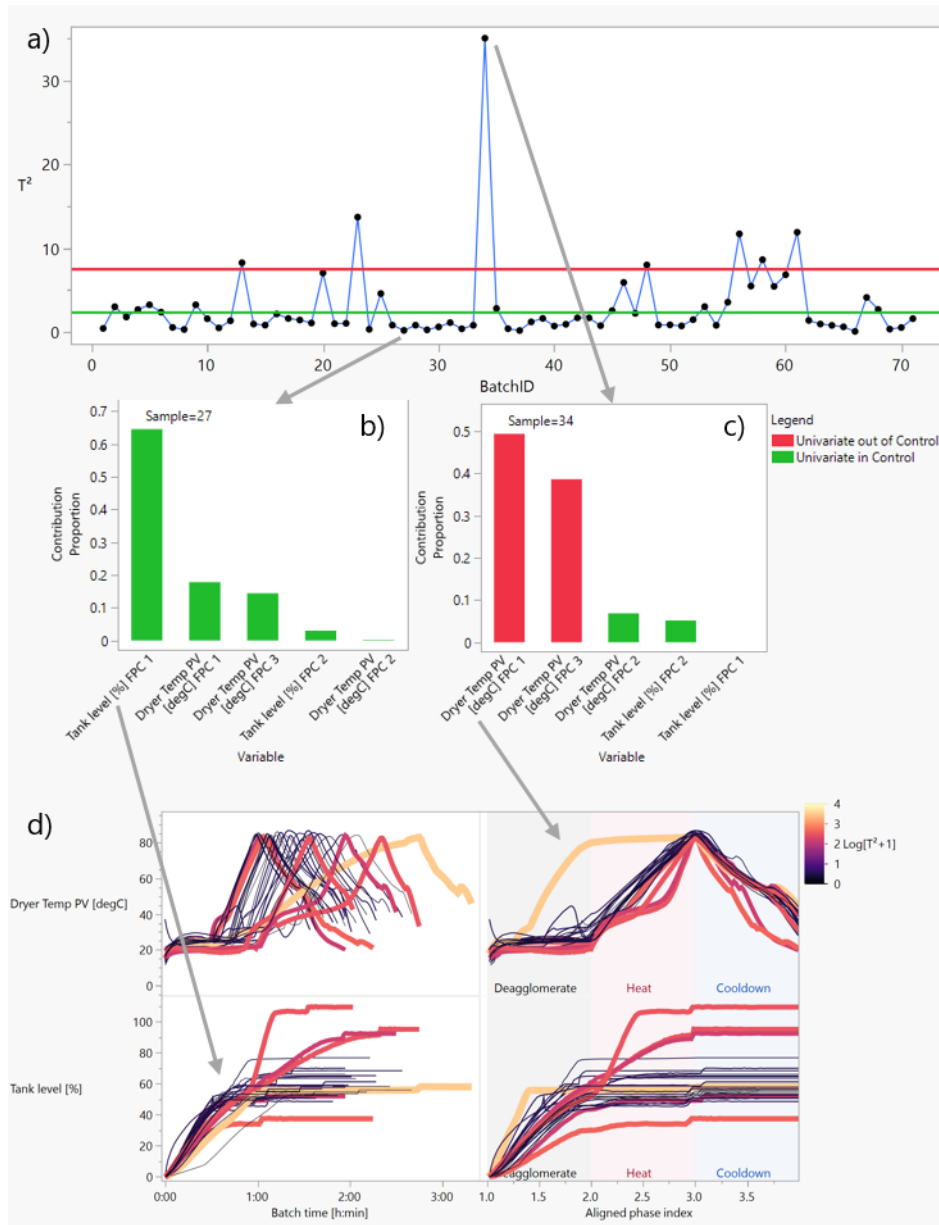 a)
30
20
T²
10
0
0 10 20 30 40 50 60 70
BatchID
0.7
Sample=27
b)
0.6
0.5
0.4
0.3
0.2
0.1
0
Contribution
Proportion
Tank level [%] FPC 1
Dryer Temp PV
[degC] FPC 1
Dryer Temp PV
[degC] FPC 3
Tank level [%] FPC 2
Dryer Temp PV
[degC] FPC 2
Variable
Sample=34
c)
0.5
0.4
0.3
0.2
0.1
0
Contribution
Proportion
Dryer Temp PV
[degC] FPC 1
Dryer Temp PV
[degC] FPC 3
Dryer Temp PV
[degC] FPC 2
Tank level [%] FPC 2
Tank level [%] FPC 1
Variable
Legend
Univariate out of Control
Univariate in Control
d)
80
60
40
20
0
Dryer Temp PV [degC]
Deagglomerate Heat Cooldown
4
3
2
1
0
Log[T²+1]
100
80
60
40
20
0
Tank level [%]
eagglomerate Heat Cooldown
0:00 1:00 2:00 3:00
Batch time [h:min]
1.0 1.5 2.0 2.5 3.0 3.5
Aligned phase index